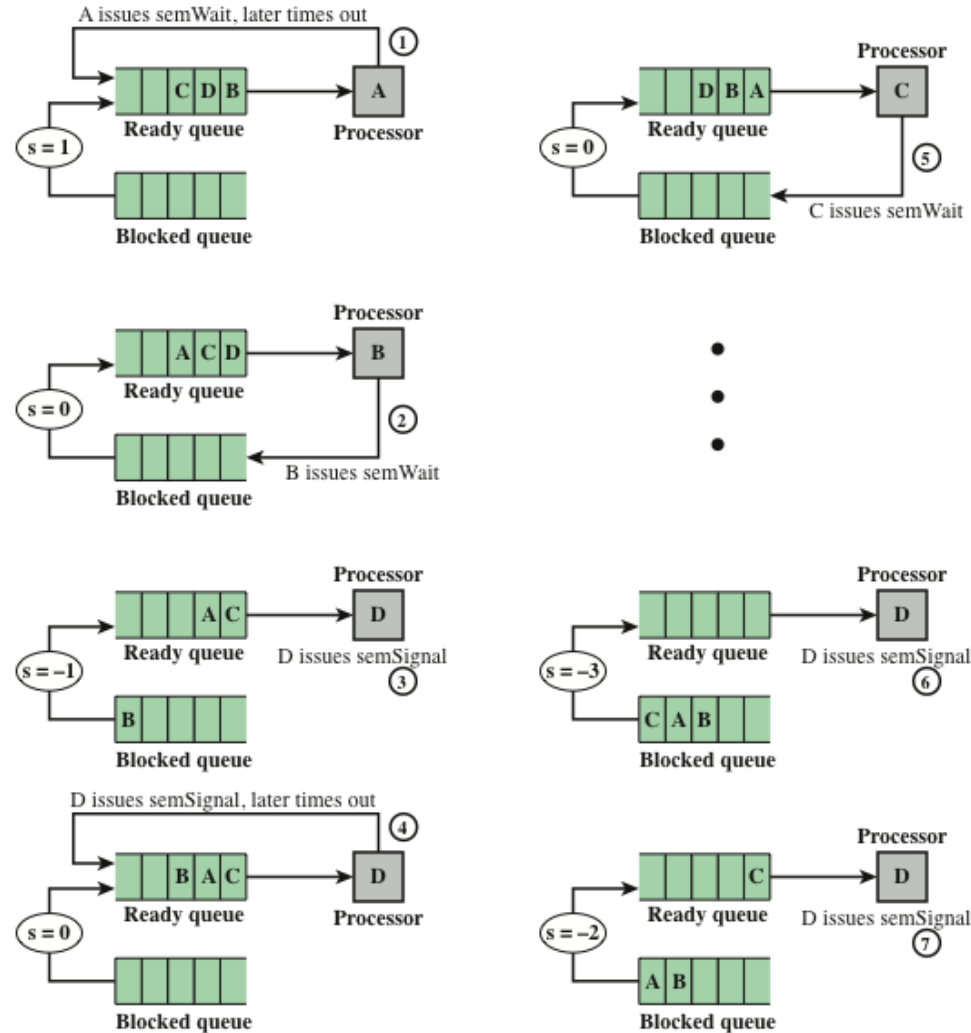 A issues semWait, later times out
1
C D B
A
Ready queue
Processor
s = 1
Blocked queue
Processor
B
A C D
Ready queue
s = 0
2
B issues semWait
Blocked queue
Processor
D
A C
Ready queue
D issues semSignal
s = –1
3
B
Blocked queue
D issues semSignal, later times out
4
B A C
D
Ready queue
Processor
s = 0
Blocked queue
Processor
C
D B A
Ready queue
s = 0
5
C issues semWait
Blocked queue
Processor
D
Ready queue
D issues semSignal
s = –3
6
C A B
Blocked queue
Processor
C
D
Ready queue
D issues semSignal
s = –2
7
A B
Blocked queue